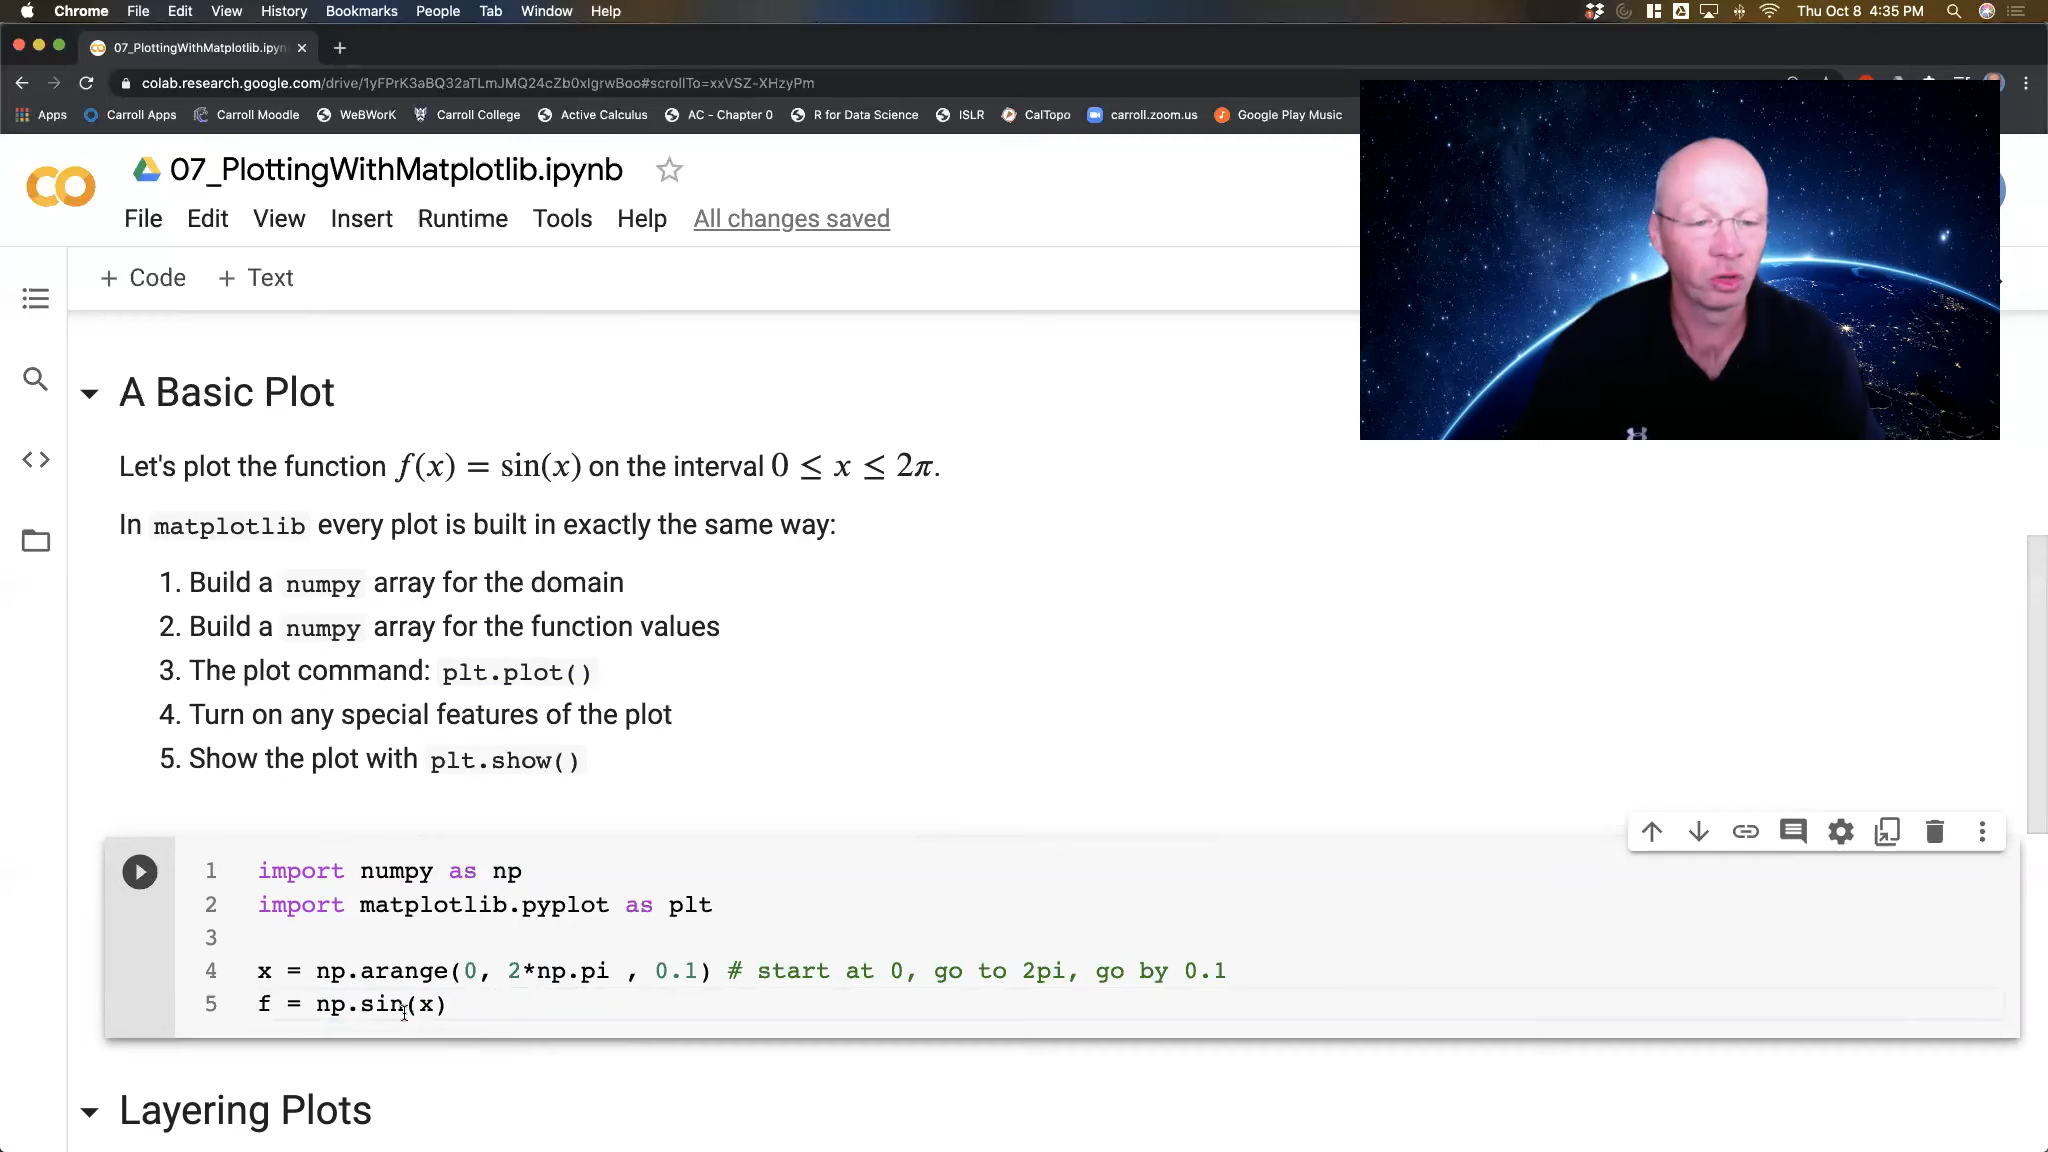 Chrome File Edit View History Bookmarks People Tab Window Help Thu Oct 8 4:35 PM
07_PlottingWithMatplotlib.ipyn
colab.research.google.com/drive/1yFPrK3aBQ32aTLmJMQ24cZb0xIgrwBoo#scrollTo=xxVSZ-XHzyPm
Apps Carroll Apps Carroll Moodle WeBWorK Carroll College Active Calculus AC - Chapter 0 R for Data Science ISLR CalTopo carroll.zoom.us Google Play Music
CO 07_PlottingWithMatplotlib.ipynb
File Edit View Insert Runtime Tools Help All changes saved
+ Code + Text
A Basic Plot
Let's plot the function f(x) = sin(x) on the interval 0 ≤ x ≤ 2π.
In matplotlib every plot is built in exactly the same way:
1. Build a numpy array for the domain
2. Build a numpy array for the function values
3. The plot command: plt.plot()
4. Turn on any special features of the plot
5. Show the plot with plt.show()
1 import numpy as np
2 import matplotlib.pyplot as plt
3
4 x = np.arange(0, 2*np.pi , 0.1) # start at 0, go to 2pi, go by 0.1
5 f = np.sin(x)
Layering Plots